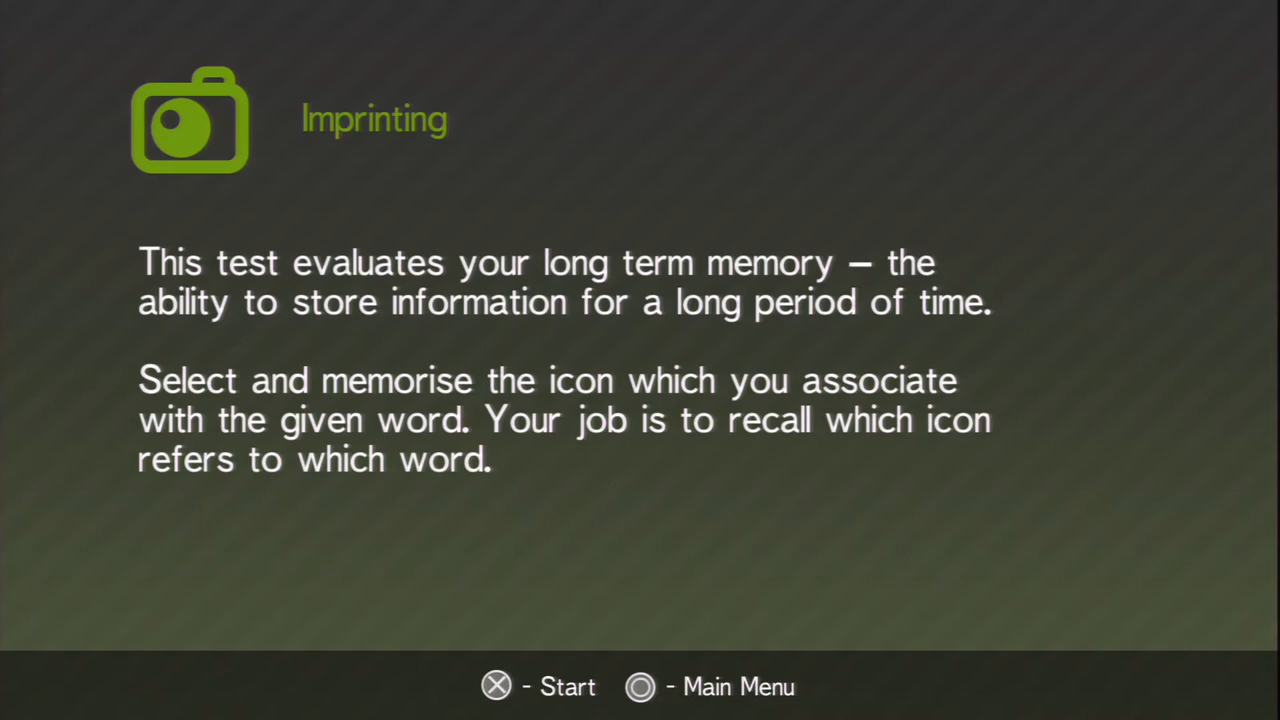 Imprinting
This test evaluates your long term memory – the
ability to store information for a long period of time.
Select and memorise the icon which you associate
with the given word. Your job is to recall which icon
refers to which word.
- Start - Main Menu